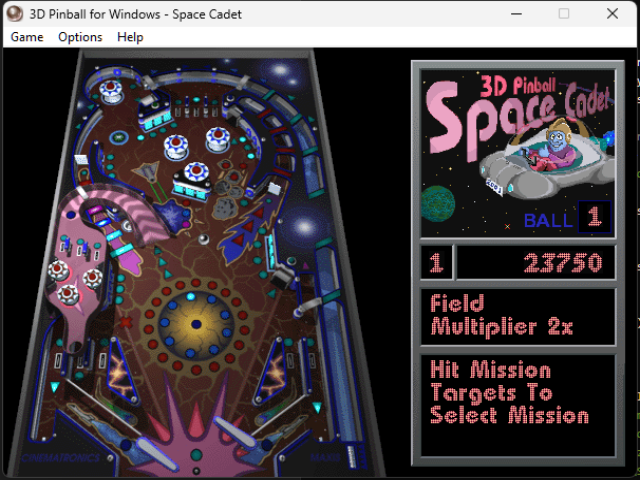 3D Pinball for Windows - Space Cadet
Game Options Help
3D Pinball
Space Cadet
BALL 1
1 23750
Field
Multiplier 2x
Hit Mission
Targets To
Select Mission
CINEMATRONICS
MAXIS